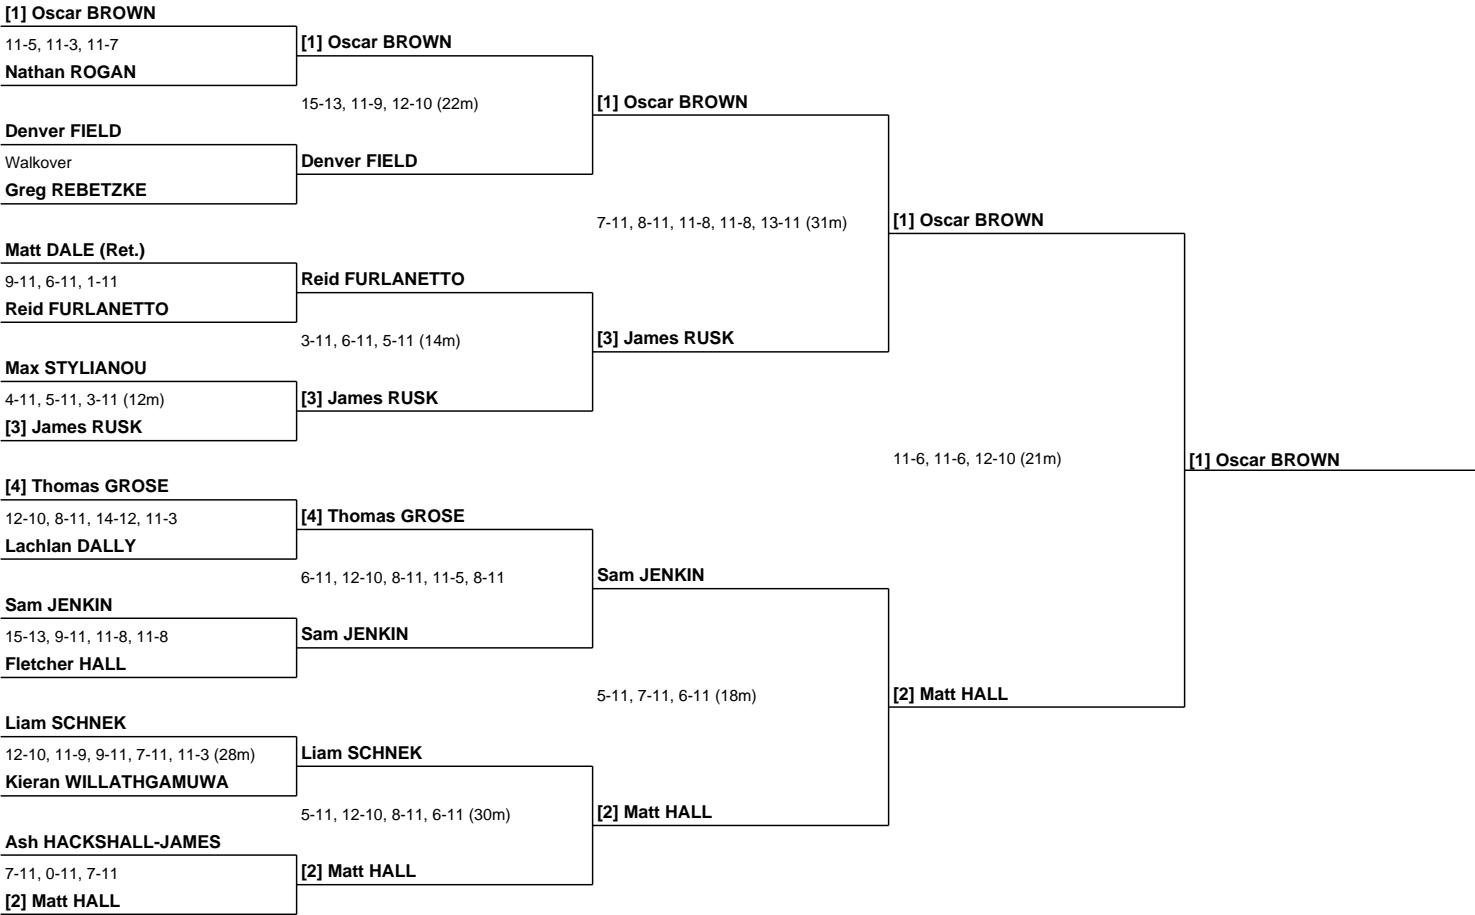 [1] Oscar BROWN
11-5, 11-3, 11-7
Nathan ROGAN
Denver FIELD
Walkover
Greg REBETZKE
Matt DALE (Ret.)
9-11, 6-11, 1-11
Reid FURLANETTO
Max STYLIANOU
4-11, 5-11, 3-11 (12m)
[3] James RUSK
[4] Thomas GROSE
12-10, 8-11, 14-12, 11-3
Lachlan DALLY
Sam JENKIN
15-13, 9-11, 11-8, 11-8
Fletcher HALL
Liam SCHNEK
12-10, 11-9, 9-11, 7-11, 11-3 (28m)
Kieran WILLATHGAMUWA
Ash HACKSHALL-JAMES
7-11, 0-11, 7-11
[2] Matt HALL
[1] Oscar BROWN
15-13, 11-9, 12-10 (22m)
Denver FIELD
Reid FURLANETTO
3-11, 6-11, 5-11 (14m)
[3] James RUSK
[4] Thomas GROSE
6-11, 12-10, 8-11, 11-5, 8-11
Sam JENKIN
Liam SCHNEK
5-11, 12-10, 8-11, 6-11 (30m)
[2] Matt HALL
[1] Oscar BROWN
7-11, 8-11, 11-8, 11-8, 13-11 (31m)
[3] James RUSK
Sam JENKIN
5-11, 7-11, 6-11 (18m)
[2] Matt HALL
[1] Oscar BROWN
11-6, 11-6, 12-10 (21m)
[2] Matt HALL
[1] Oscar BROWN